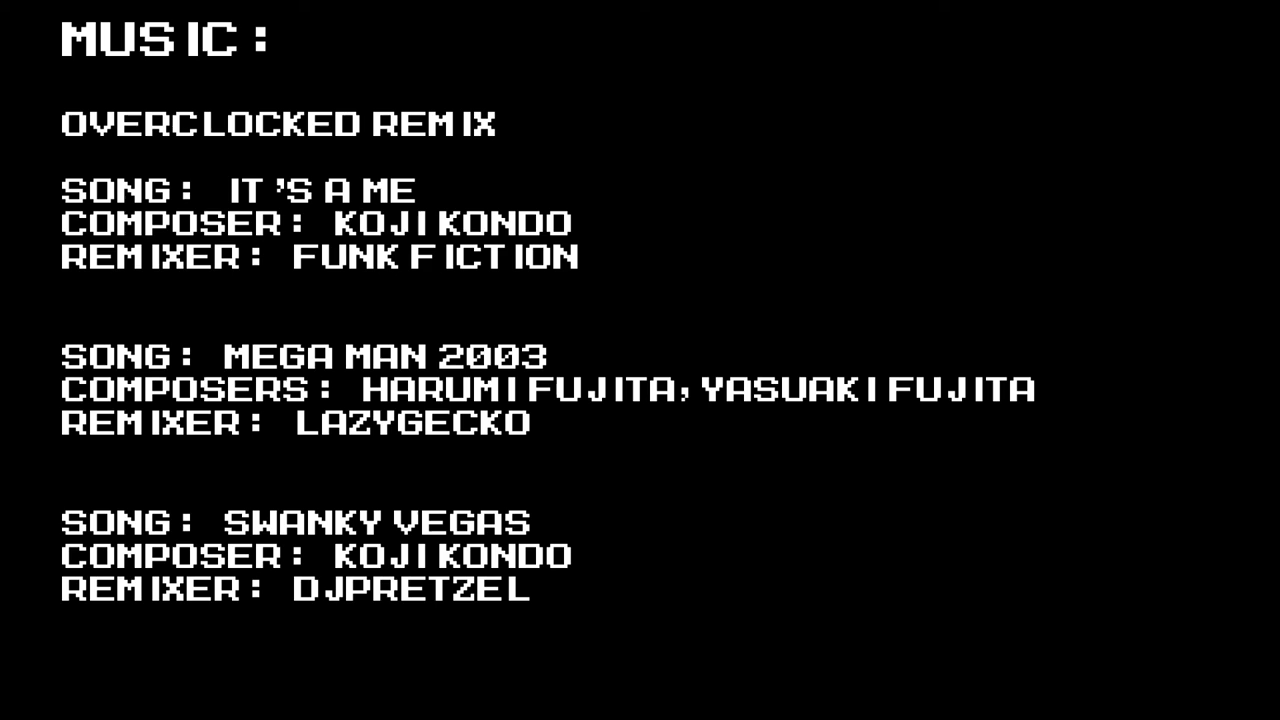 MUSIC:
OVERCLOCKED REMIX
SONG: IT'S A ME
COMPOSER: KOJI KONDO
REMIXER: FUNK FICTION
SONG: MEGA MAN 2003
COMPOSERS: HARUMI FUJITA, YASUAKI FUJITA
REMIXER: LAZYGECKO
SONG: SWANKY VEGAS
COMPOSER: KOJI KONDO
REMIXER: DJPRETZEL